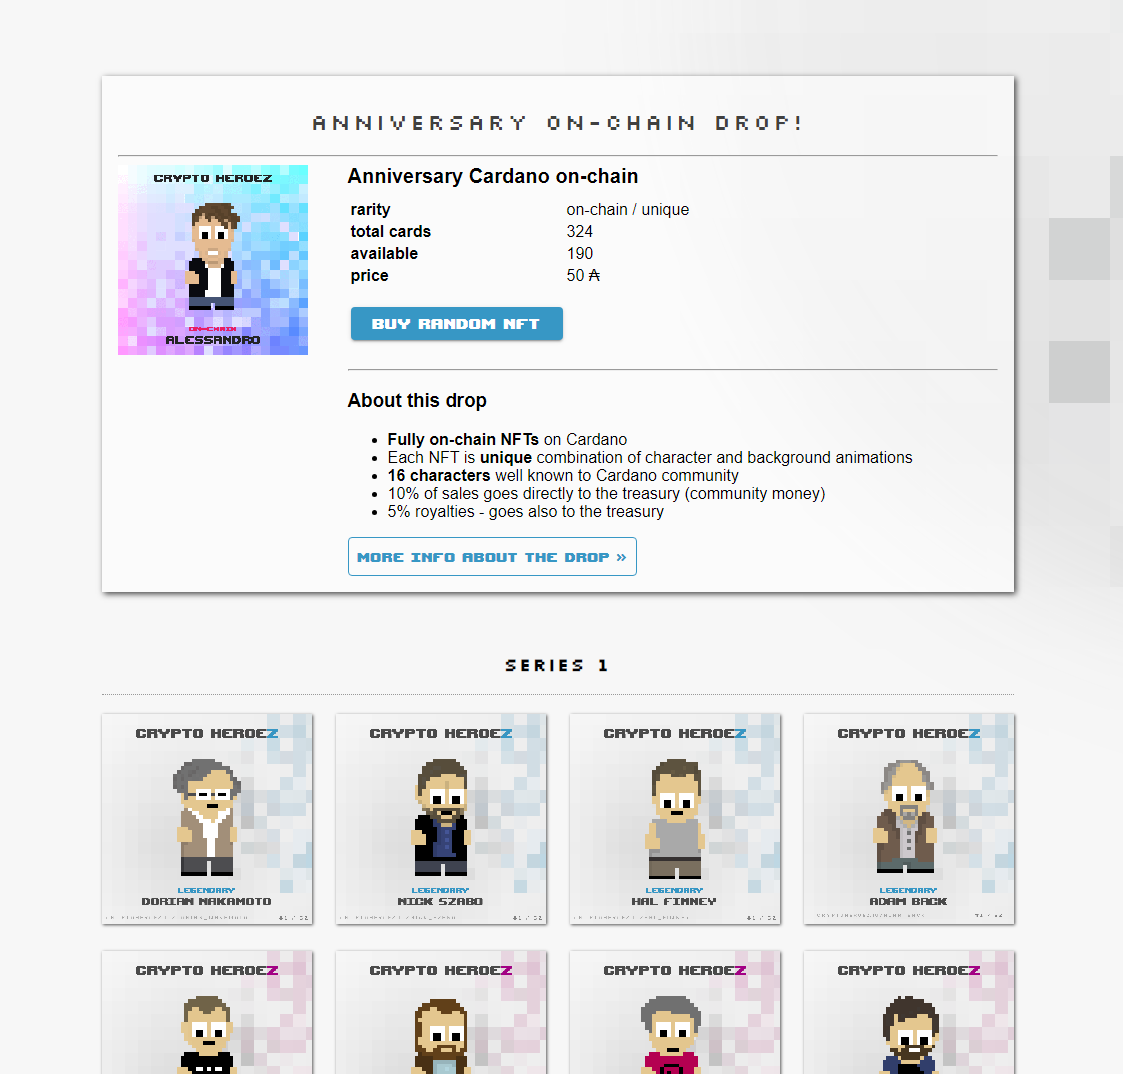 ANNIVERSARY ON-CHAIN DROP!
CRYPTO HEROEZ
ON-CHAIN
ALESSANDRO
Anniversary Cardano on-chain
rarity on-chain / unique
total cards 324
available 190
price 50 ₳
BUY RANDOM NFT
About this drop
• Fully on-chain NFTs on Cardano
• Each NFT is unique combination of character and background animations
• 16 characters well known to Cardano community
• 10% of sales goes directly to the treasury (community money)
• 5% royalties - goes also to the treasury
MORE INFO ABOUT THE DROP »
SERIES 1
CRYPTO HEROEZ
LEGENDARY
DORIAN NAKAMOTO
CRYPTO HEROEZ
LEGENDARY
NICK SZABO
CRYPTO HEROEZ
LEGENDARY
HAL FINNEY
CRYPTO HEROEZ
LEGENDARY
ADAM BACK
CRYPTO HEROEZ
CRYPTO HEROEZ
CRYPTO HEROEZ
CRYPTO HEROEZ